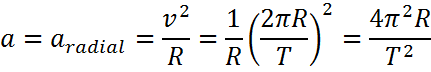 a = a_radial = v²/R = 1/R (2πR/T)² = 4π²R/T²